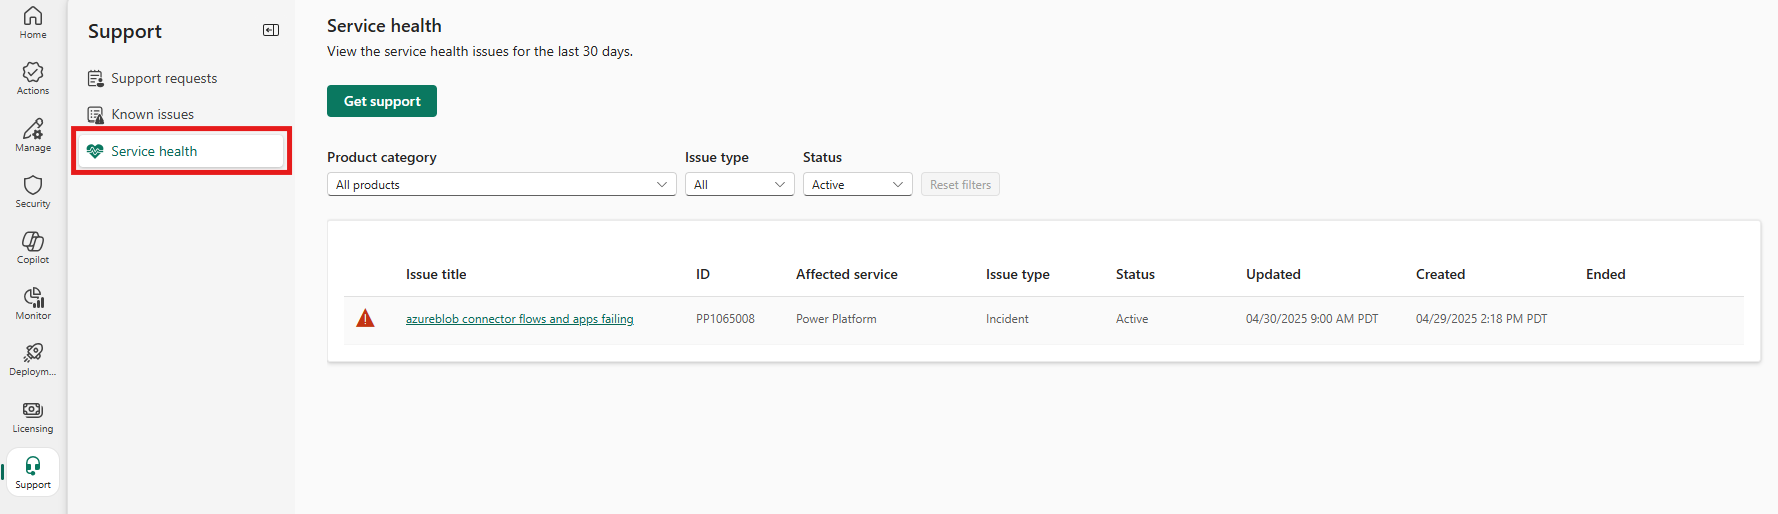 Home
Actions
Manage
Security
Copilot
Monitor
Deploym...
Licensing
Support
Support
Support requests
Known issues
Service health
Service health
View the service health issues for the last 30 days.
Get support
Product category Issue type Status
All products All Active Reset filters
Issue title ID Affected service Issue type Status Updated Created Ended
azureblob connector flows and apps failing PP1065008 Power Platform Incident Active 04/30/2025 9:00 AM PDT 04/29/2025 2:18 PM PDT